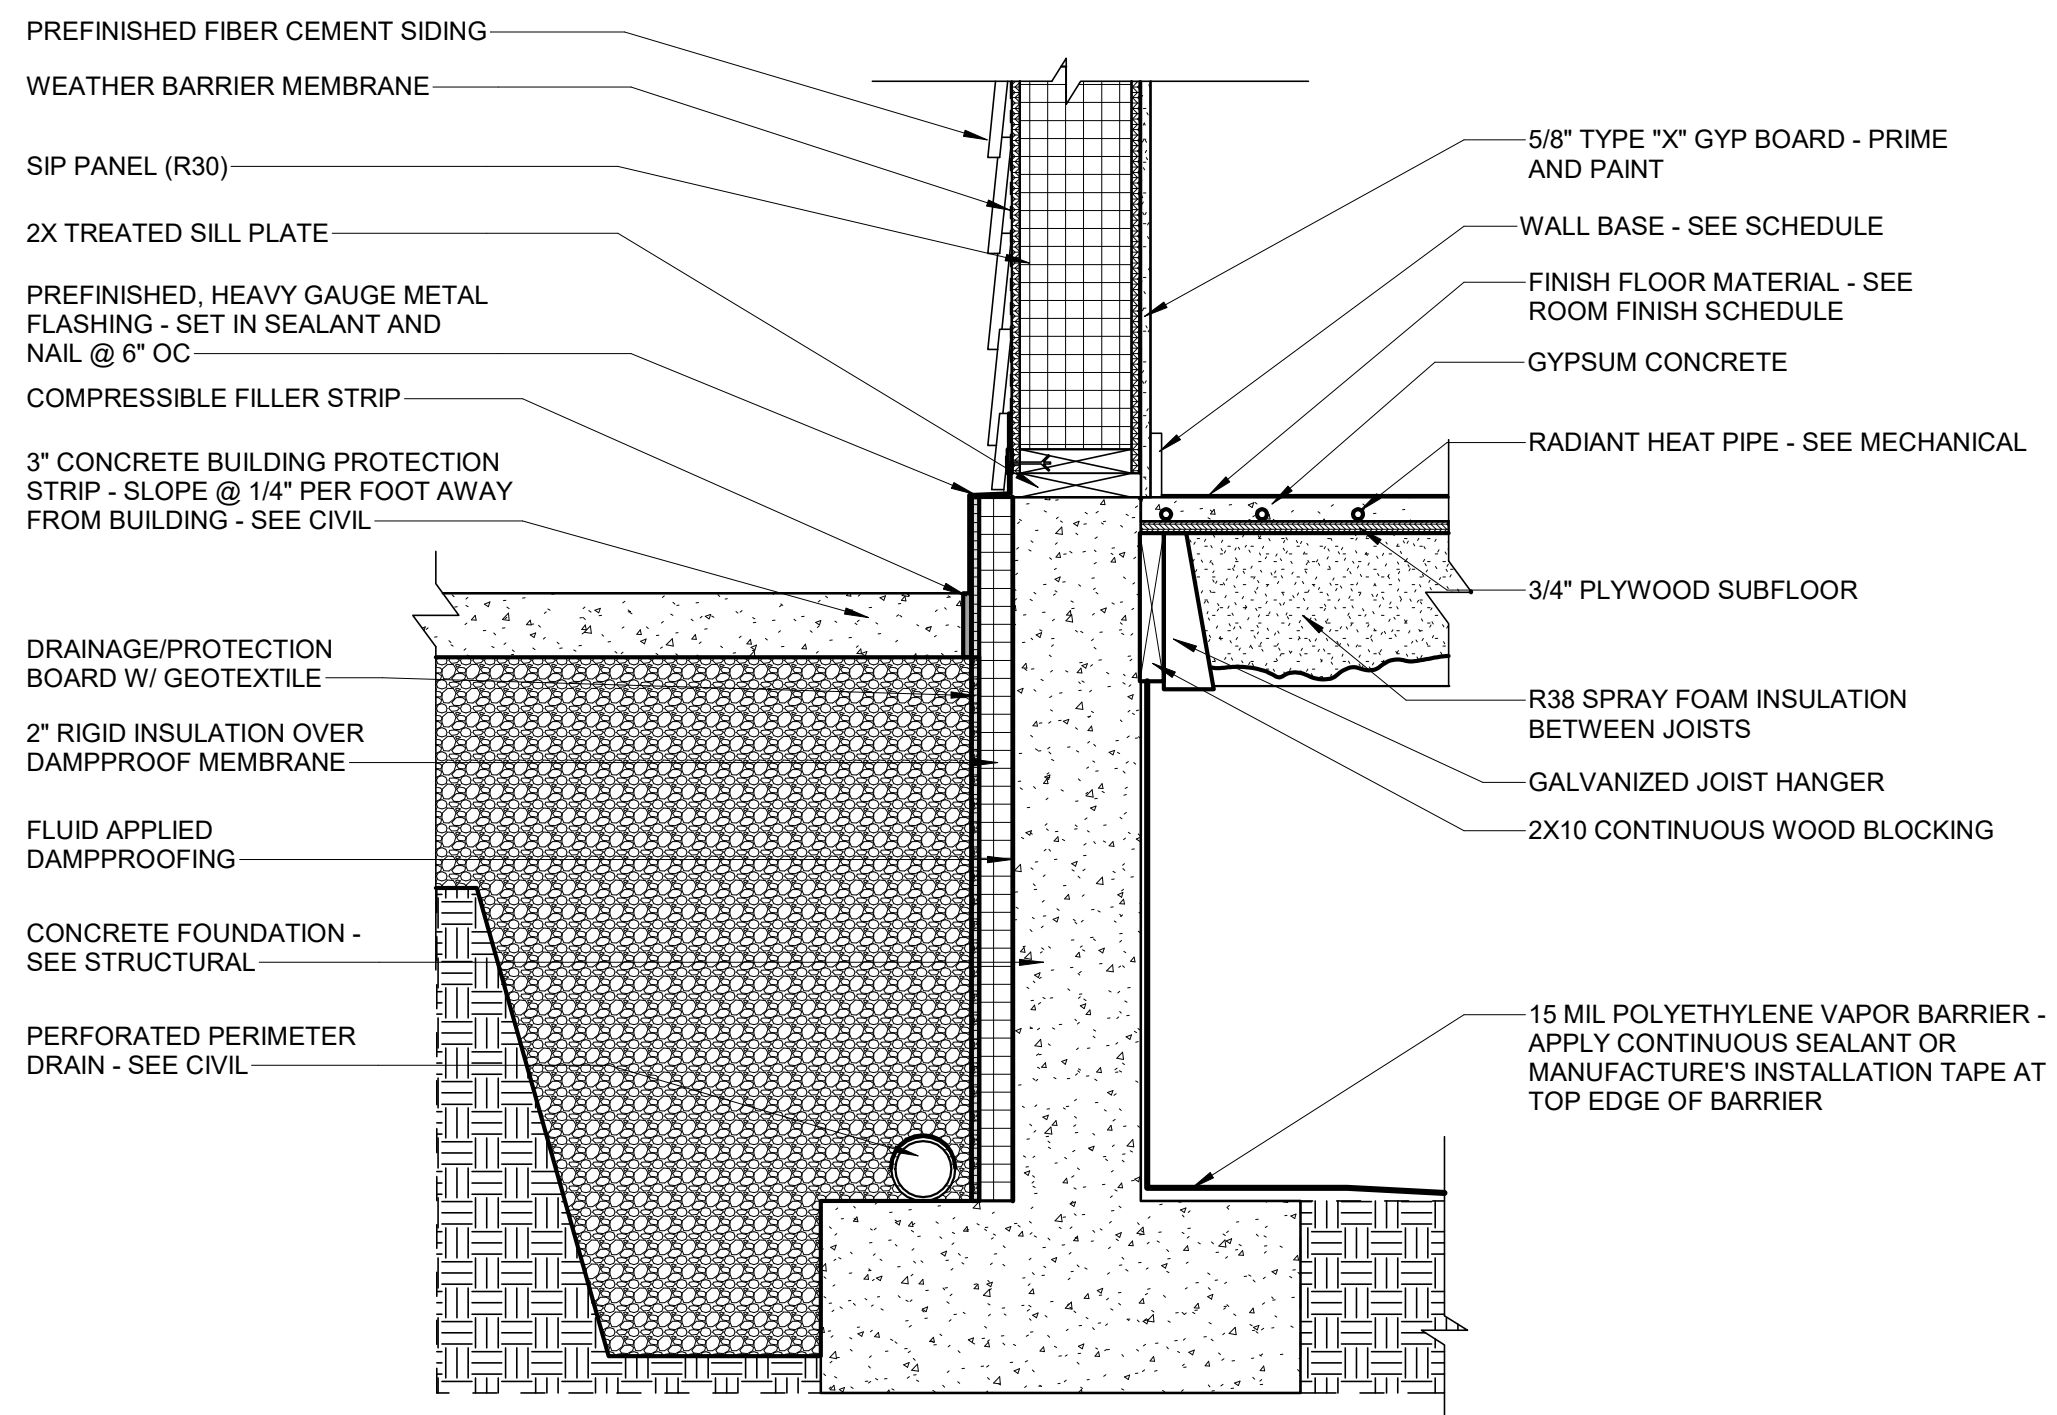 PREFINISHED FIBER CEMENT SIDING
WEATHER BARRIER MEMBRANE
SIP PANEL (R30)
2X TREATED SILL PLATE
PREFINISHED, HEAVY GAUGE METAL
FLASHING - SET IN SEALANT AND
NAIL @ 6" OC
COMPRESSIBLE FILLER STRIP
3" CONCRETE BUILDING PROTECTION
STRIP - SLOPE @ 1/4" PER FOOT AWAY
FROM BUILDING - SEE CIVIL
DRAINAGE/PROTECTION
BOARD W/ GEOTEXTILE
2" RIGID INSULATION OVER
DAMPPROOF MEMBRANE
FLUID APPLIED
DAMPPROOFING
CONCRETE FOUNDATION -
SEE STRUCTURAL
PERFORATED PERIMETER
DRAIN - SEE CIVIL
5/8" TYPE "X" GYP BOARD - PRIME
AND PAINT
WALL BASE - SEE SCHEDULE
FINISH FLOOR MATERIAL - SEE
ROOM FINISH SCHEDULE
GYPSUM CONCRETE
RADIANT HEAT PIPE - SEE MECHANICAL
3/4" PLYWOOD SUBFLOOR
R38 SPRAY FOAM INSULATION
BETWEEN JOISTS
GALVANIZED JOIST HANGER
2X10 CONTINUOUS WOOD BLOCKING
15 MIL POLYETHYLENE VAPOR BARRIER -
APPLY CONTINUOUS SEALANT OR
MANUFACTURE'S INSTALLATION TAPE AT
TOP EDGE OF BARRIER